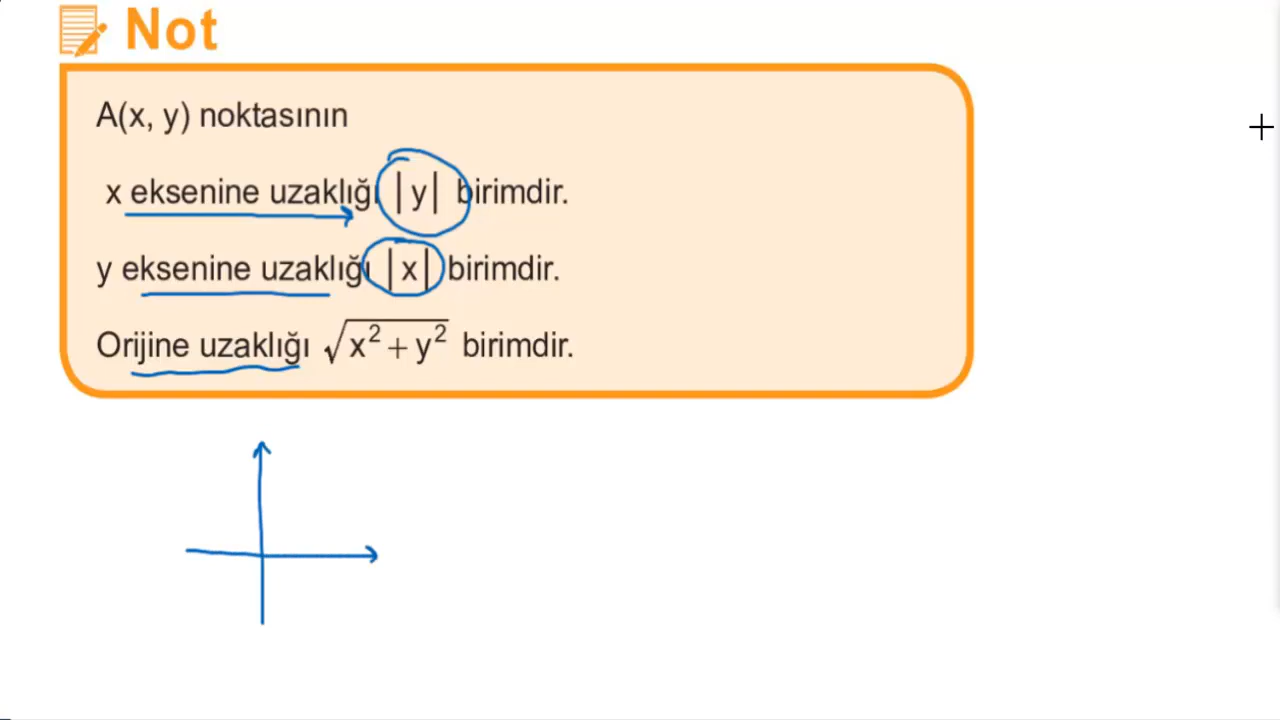 Not
A(x, y) noktasının
x eksenine uzaklığı |y| birimdir.
y eksenine uzaklığı |x| birimdir.
Orijine uzaklığı √x² + y² birimdir.